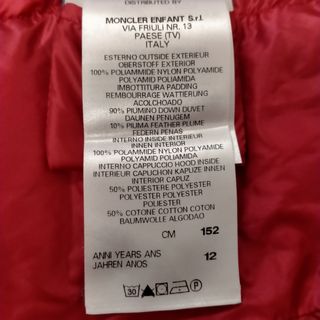 DISTRIBUTED BY
MONCLER ENFANT S.r.l.
VIA FRIULI NR. 13
PAESE (TV)
ITALY
ESTERNO OUTSIDE EXTERIEUR
OBERSTOFF EXTERIOR
100% POLIAMMIDE NYLON POLYAMIDE
POLYAMID POLIAMIDA
IMBOTTITURA PADDING
REMBOURRAGE WATTIERUNG
ACOLCHOADO
90% PIUMINO DOWN DUVET
DAUNEN PENUGEM
10% PIUMA FEATHER PLUME
FEDERN PENAS
INTERNO INSIDE INTERIEUR
INNEN INTERIOR
100% POLIAMMIDE NYLON POLYAMIDE
POLYAMID POLIAMIDA
INTERNO CAPPUCCIO HOOD INSIDE
INTERIEUR CAPUCHON KAPUZE INNEN
INTERIOR CAPUZ
50% POLIESTERE POLYESTER
POLYESTER POLYESTER
POLIESTER
50% COTONE COTTON COTON
BAUMWOLLE ALGODAO
CM 152
ANNI YEARS ANS
JAHREN ANOS 12
30 P